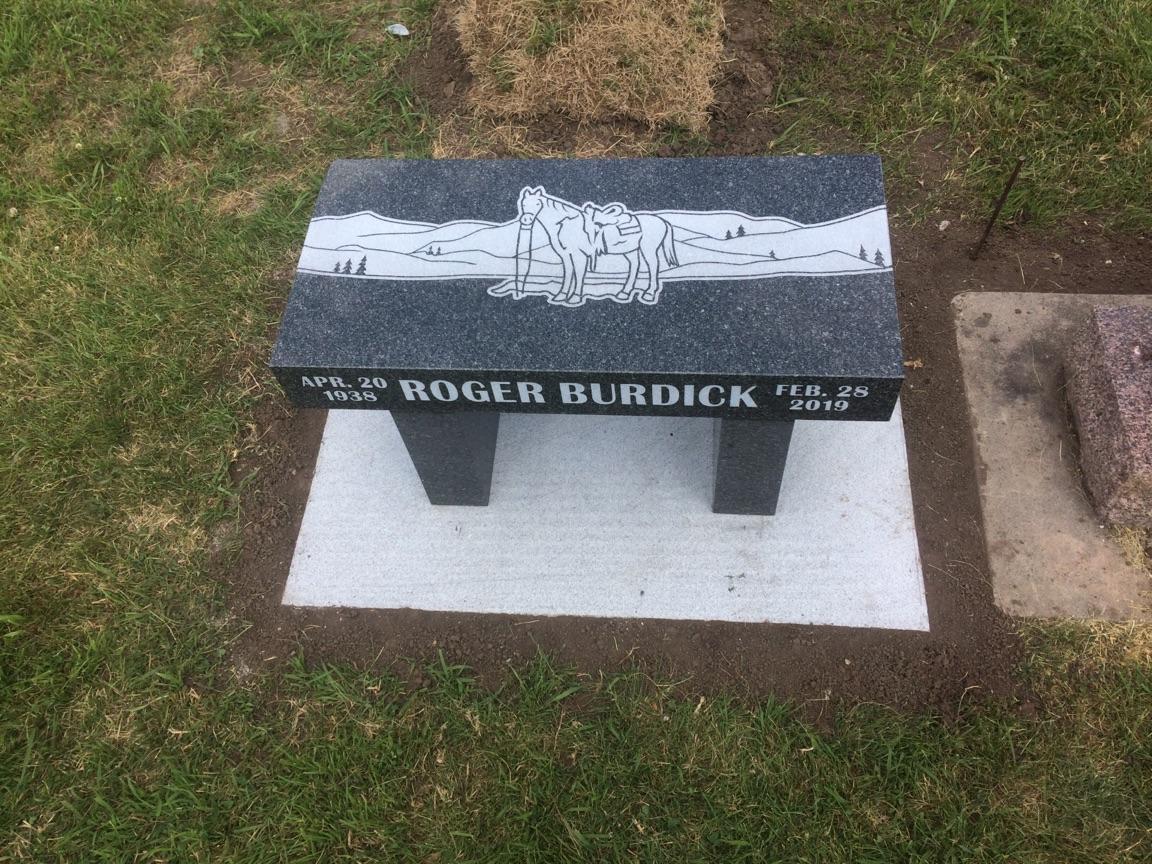 APR. 20
1938
ROGER BURDICK
FEB. 28
2019